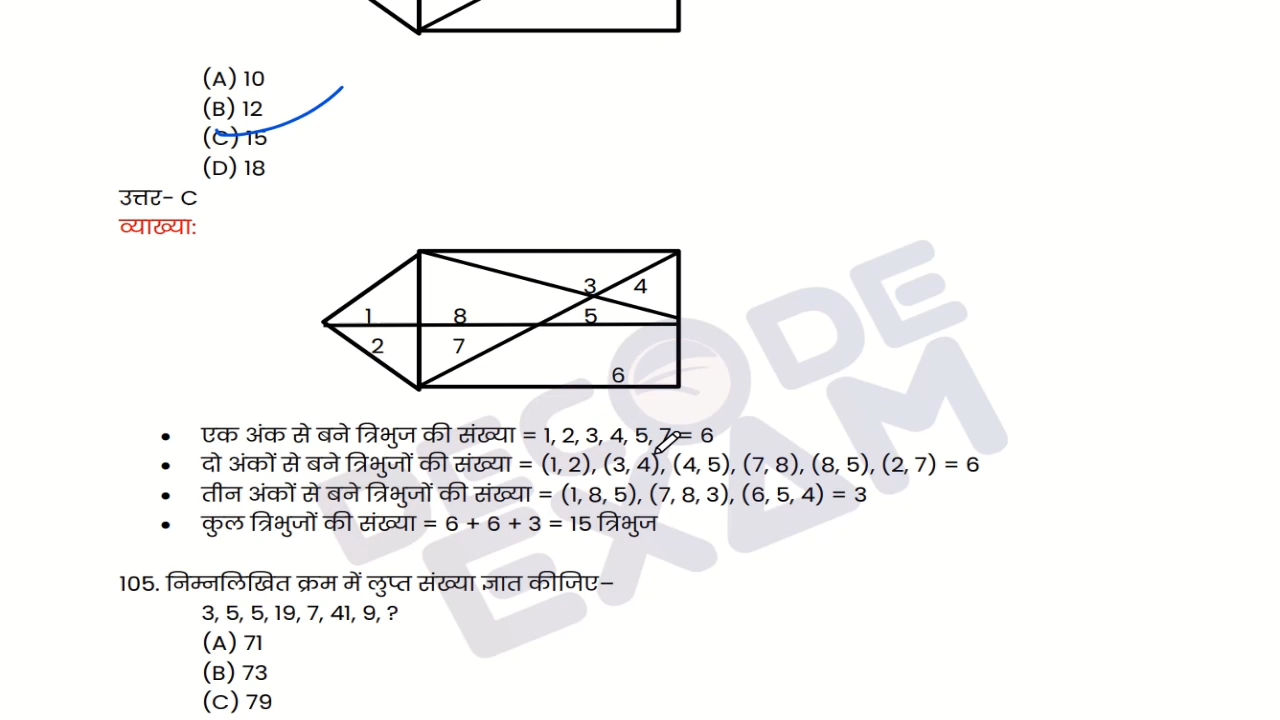 (A) 10
(B) 12
(C) 15
(D) 18
उत्तर- C
व्याख्या:
3 4
1 8 5
2 7
6
• एक अंक से बने त्रिभुज की संख्या = 1, 2, 3, 4, 5, 7 = 6
• दो अंकों से बने त्रिभुजों की संख्या = (1, 2), (3, 4), (4, 5), (7, 8), (8, 5), (2, 7) = 6
• तीन अंकों से बने त्रिभुजों की संख्या = (1, 8, 5), (7, 8, 3), (6, 5, 4) = 3
• कुल त्रिभुजों की संख्या = 6 + 6 + 3 = 15 त्रिभुज
DECODE
EXAM
105. निम्नलिखित क्रम में लुप्त संख्या ज्ञात कीजिए–
3, 5, 5, 19, 7, 41, 9, ?
(A) 71
(B) 73
(C) 79